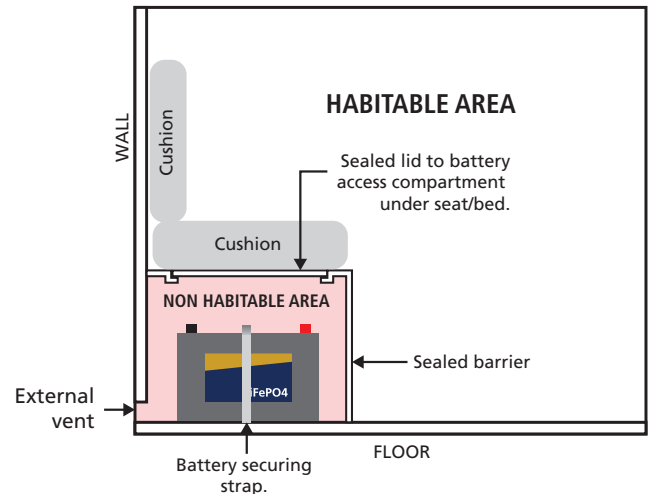 HABITABLE AREA
WALL
Cushion
Sealed lid to battery
access compartment
under seat/bed.
Cushion
NON HABITABLE AREA
iFePO4
Sealed barrier
External
vent
FLOOR
Battery securing
strap.